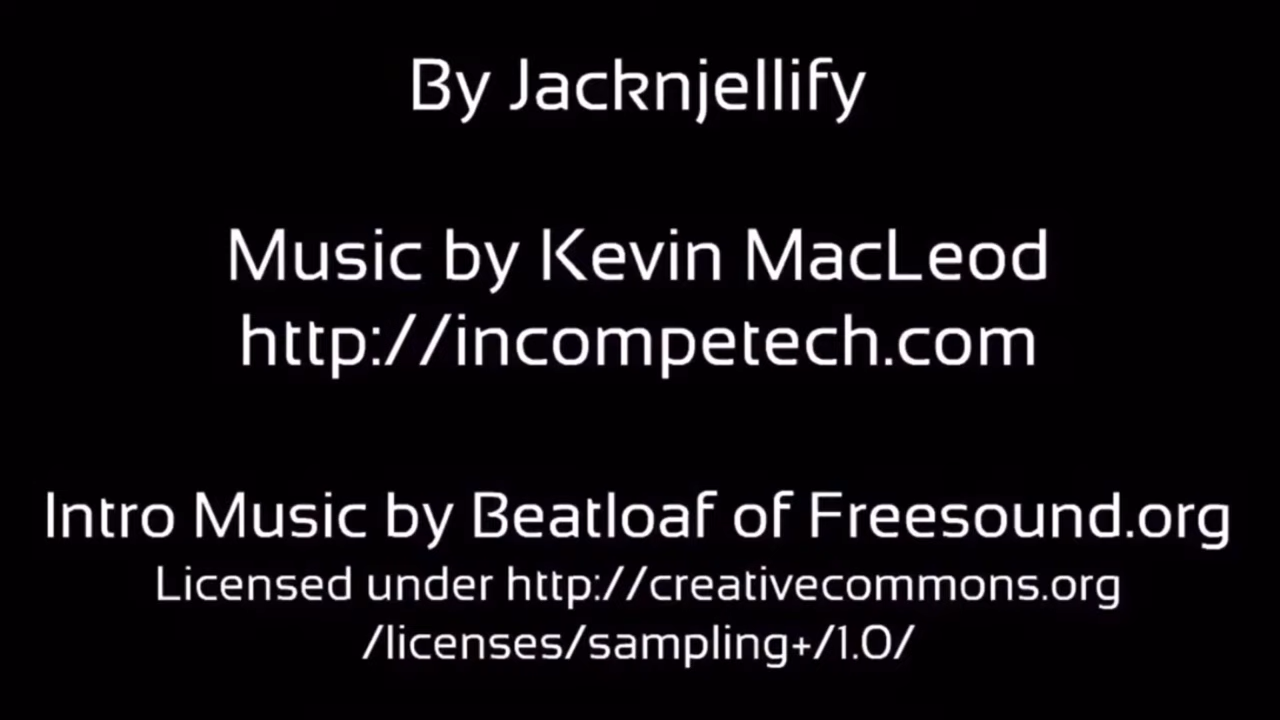 By Jacknjellify
Music by Kevin MacLeod
http://incompetech.com
Intro Music by Beatloaf of Freesound.org
Licensed under http://creativecommons.org
/licenses/sampling+/1.0/